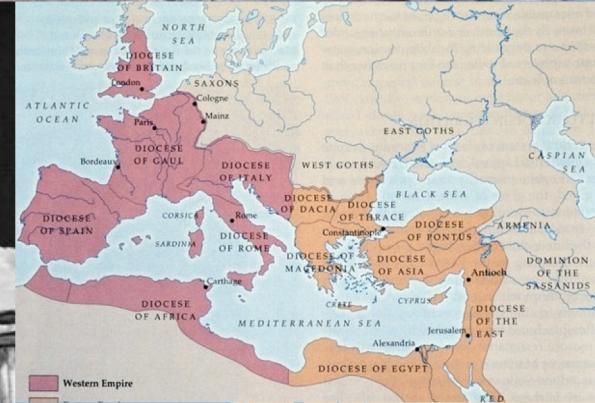 NORTH
SEA
DIOCESE
OF BRITAIN
London
SAXONS
Cologne
ATLANTIC
OCEAN
Mainz
Paris
EAST GOTHS
DIOCESE
OF GAUL
CASPIAN
SEA
Bordeaux
DIOCESE
OF ITALY
WEST GOTHS
BLACK SEA
DIOCESE
OF DACIA
DIOCESE
OF THRACE
DIOCESE
OF SPAIN
CORSICA
Rome
Constantinople
DIOCESE
OF PONTUS
ARMENIA
SARDINIA
DIOCESE
OF ROME
DIOCESE OF
MACEDONIA
DIOCESE
OF ASIA
DOMINION
OF THE
SASSANIDS
Antioch
Carthage
CRETE
CYPRUS
DIOCESE
OF AFRICA
DIOCESE
OF THE
EAST
MEDITERRANEAN SEA
Jerusalem
Alexandria
DIOCESE OF EGYPT
Western Empire
RED